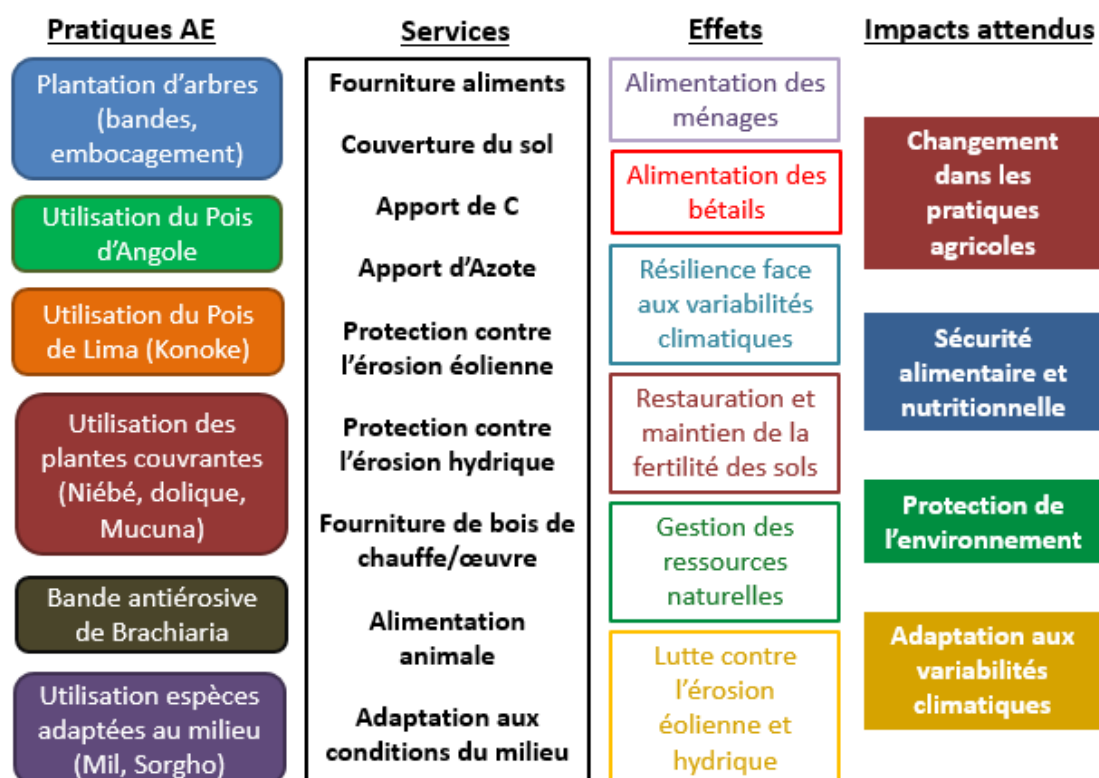 Pratiques AE
Plantation d'arbres
(bandes,
embocagement)
Utilisation du Pois
d'Angole
Utilisation du Pois
de Lima (Konoke)
Utilisation des
plantes couvrantes
(Niébé, dolique,
Mucuna)
Bande antiérosive
de Brachiaria
Utilisation espèces
adaptées au milieu
(Mil, Sorgho)
Services
Fourniture aliments
Couverture du sol
Apport de C
Apport d'Azote
Protection contre
l'érosion éolienne
Protection contre
l'érosion hydrique
Fourniture de bois de
chauffe/œuvre
Alimentation
animale
Adaptation aux
conditions du milieu
Effets
Alimentation des
ménages
Alimentation des
bétails
Résilience face
aux variabilités
climatiques
Restauration et
maintien de la
fertilité des sols
Gestion des
ressources
naturelles
Lutte contre
l'érosion
éolienne et
hydrique
Impacts attendus
Changement
dans les
pratiques
agricoles
Sécurité
alimentaire et
nutritionnelle
Protection de
l'environnement
Adaptation aux
variabilités
climatiques